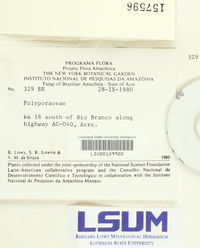 157596
PROGRAMA FLORA
Projeto Flora Amazônica
THE NEW YORK BOTANICAL GARDEN
INSTITUTO NACIONAL DE PESQUISAS DA AMAZÔNIA
Fungi of Brazilian Amazônia - State of Acre
No. 329 BR 28-IX-1980
Polyporaceae
km 18 south of Rio Branco along
highway AC-040, Acre.
Louisiana State University Herbarium
LSU00159900
B. Lowy, S. R. Lowrie &
V. M. de Souza 1980
Plants collected under the joint sponsorship of the National Science Foundation
Latin-American collaborative program and the Conselho Nacional de
Desenvolvimento Científico e Tecnológico in collaboration with the Instituto
Nacional de Pesquisas da Amazônia-Manaus.
LSUM
BERNARD LOWY MYCOLOGICAL HERBARIUM
LOUISIANA STATE UNIVERSITY